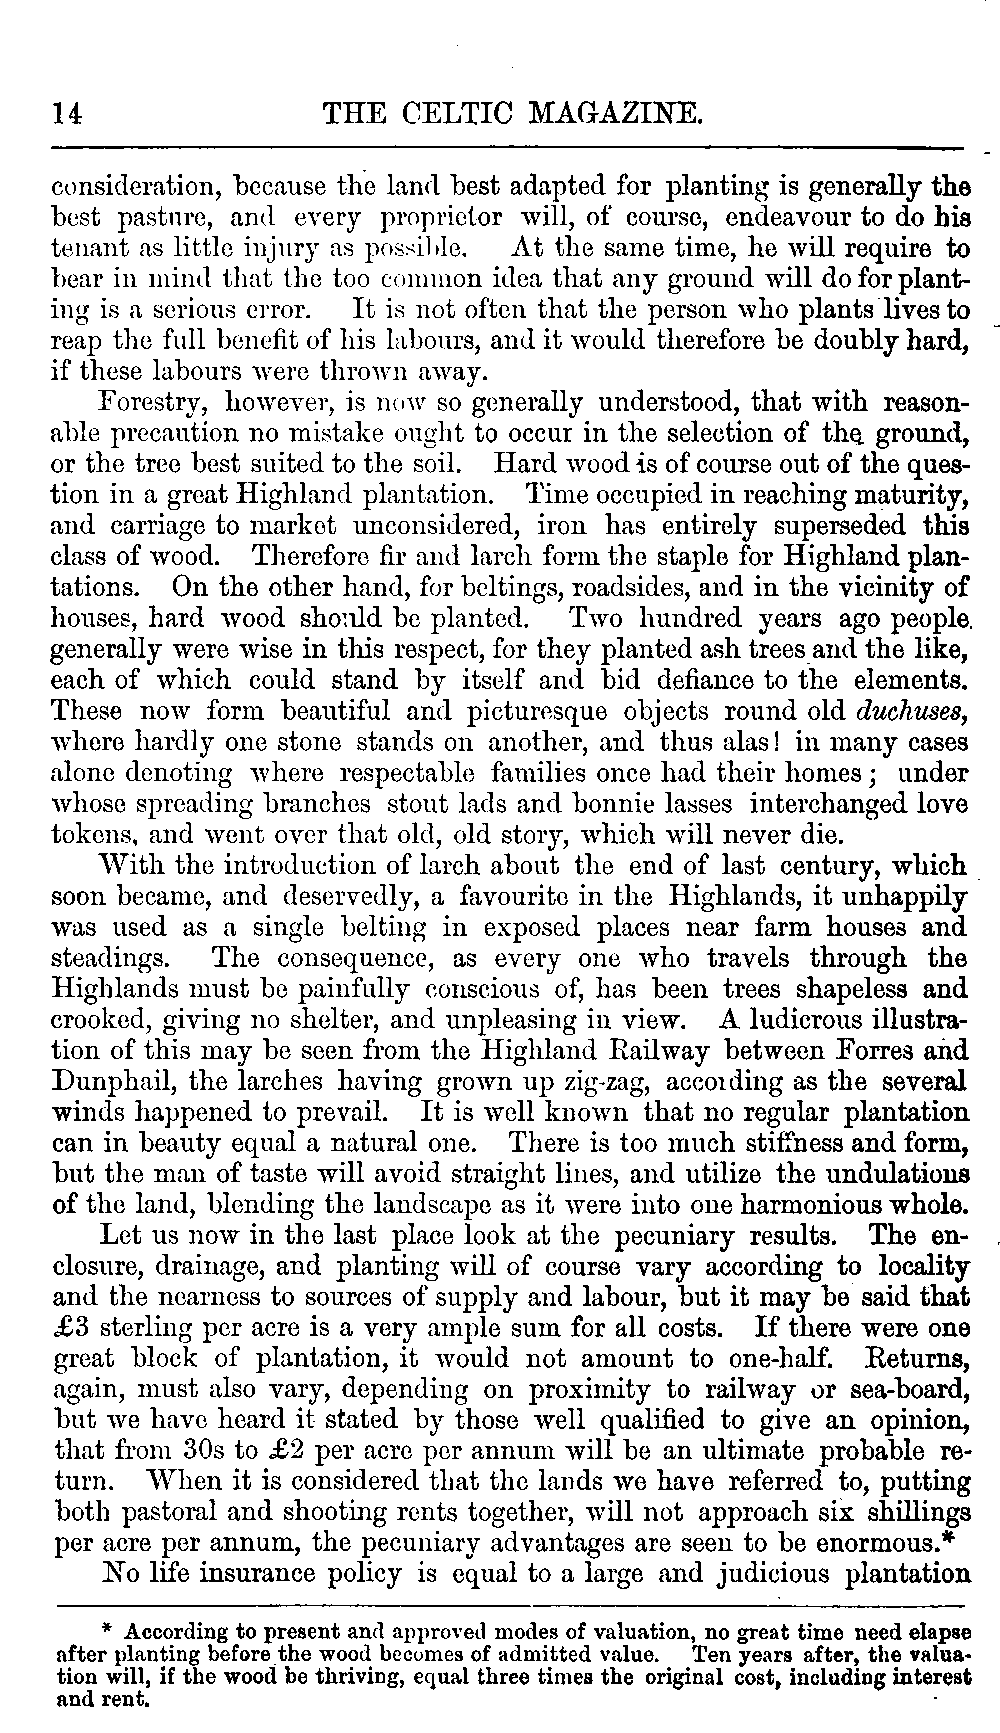 14 THE CELTIC MAGAZINE.
consideration, because the land best adapted for planting is generally the
best pasture, and every proprietor will, of course, endeavour to do his
tenant as little injury as possible. At the same time, he will require to
bear in mind that the too common idea that any ground will do for plant-
ing is a serious error. It is not often that the person who plants lives to
reap the full benefit of his labours, and it would therefore be doubly hard,
if these labours were thrown away.
Forestry, however, is now so generally understood, that with reason-
able precaution no mistake ought to occur in the selection of the ground,
or the tree best suited to the soil. Hard wood is of course out of the ques-
tion in a great Highland plantation. Time occupied in reaching maturity,
and carriage to market unconsidered, iron has entirely superseded this
class of wood. Therefore fir and larch form the staple for Highland plan-
tations. On the other hand, for beltings, roadsides, and in the vicinity of
houses, hard wood should be planted. Two hundred years ago people
generally were wise in this respect, for they planted ash trees and the like,
each of which could stand by itself and bid defiance to the elements.
These now form beautiful and picturesque objects round old duchuses,
where hardly one stone stands on another, and thus alas! in many cases
alone denoting where respectable families once had their homes; under
whose spreading branches stout lads and bonnie lasses interchanged love
tokens, and went over that old, old story, which will never die.
With the introduction of larch about the end of last century, which
soon became, and deservedly, a favourite in the Highlands, it unhappily
was used as a single belting in exposed places near farm houses and
steadings. The consequence, as every one who travels through the
Highlands must be painfully conscious of, has been trees shapeless and
crooked, giving no shelter, and unpleasing in view. A ludicrous illustra-
tion of this may be seen from the Highland Railway between Forres and
Dunphail, the larches having grown up zig-zag, according as the several
winds happened to prevail. It is well known that no regular plantation
can in beauty equal a natural one. There is too much stiffness and form,
but the man of taste will avoid straight lines, and utilize the undulations
of the land, blending the landscape as it were into one harmonious whole.
Let us now in the last place look at the pecuniary results. The en-
closure, drainage, and planting will of course vary according to locality
and the nearness to sources of supply and labour, but it may be said that
£3 sterling per acre is a very ample sum for all costs. If there were one
great block of plantation, it would not amount to one-half. Returns,
again, must also vary, depending on proximity to railway or sea-board,
but we have heard it stated by those well qualified to give an opinion,
that from 30s to £2 per acre per annum will be an ultimate probable re-
turn. When it is considered that the lands we have referred to, putting
both pastoral and shooting rents together, will not approach six shillings
per acre per annum, the pecuniary advantages are seen to be enormous.*
No life insurance policy is equal to a large and judicious plantation
* According to present and approved modes of valuation, no great time need elapse
after planting before the wood becomes of admitted value. Ten years after, the valua-
tion will, if the wood be thriving, equal three times the original cost, including interest
and rent.